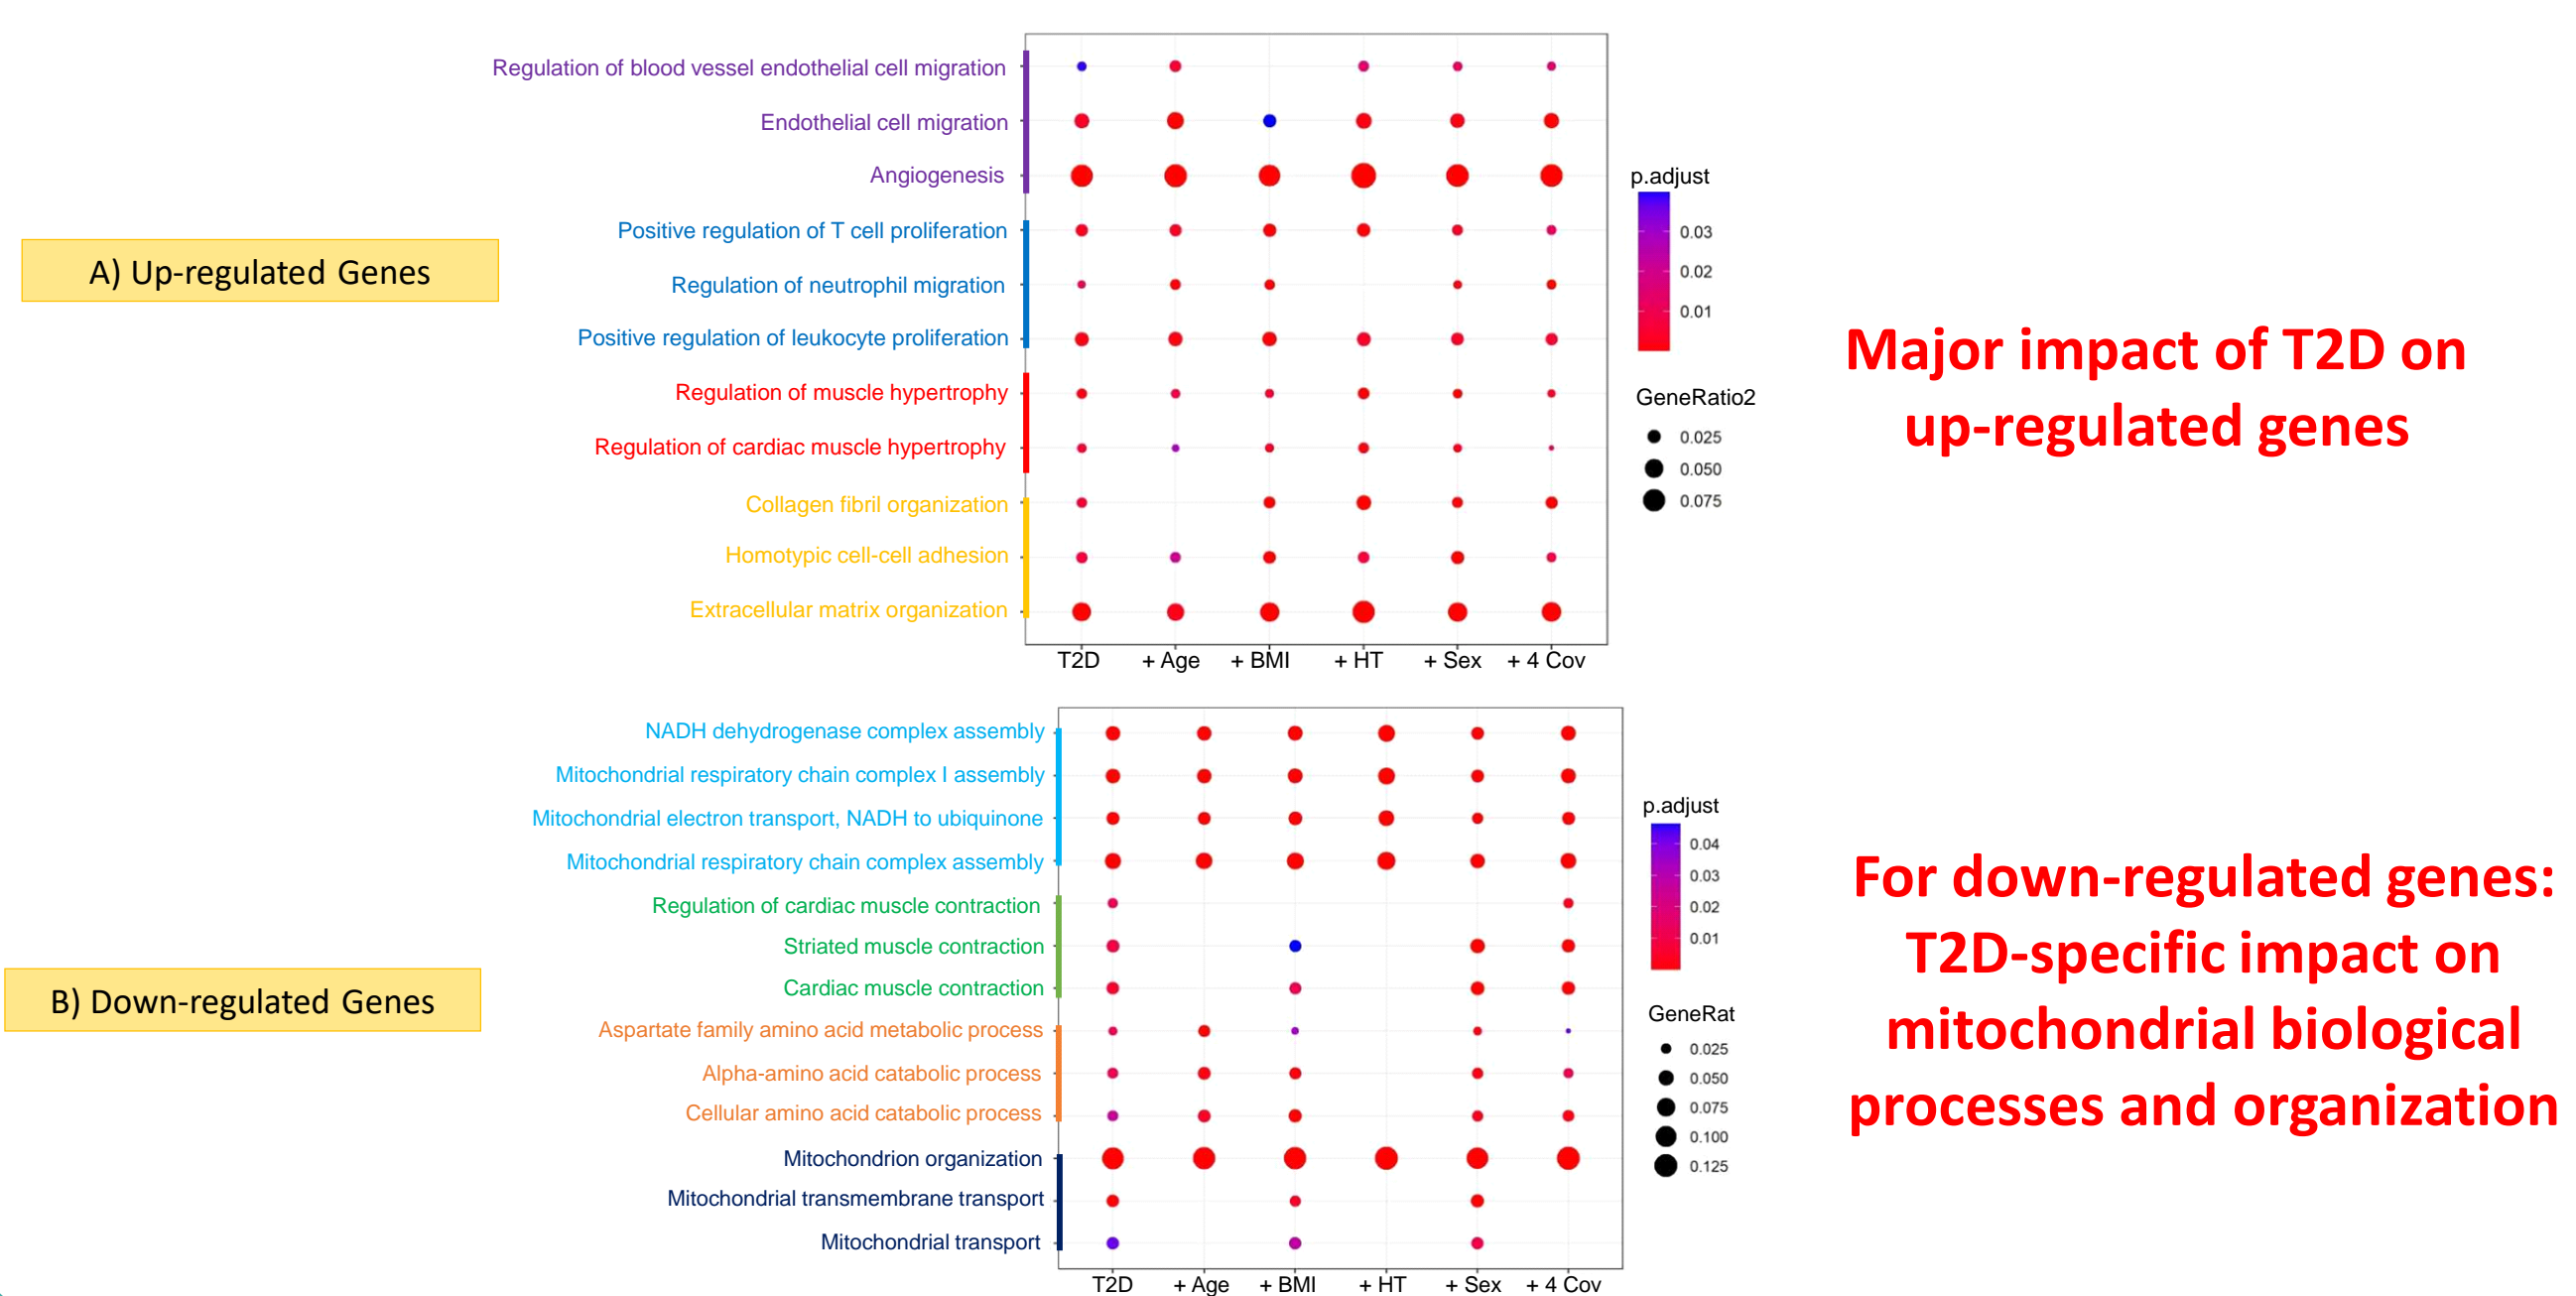 A) Up-regulated Genes
Regulation of blood vessel endothelial cell migration
Endothelial cell migration
Angiogenesis
Positive regulation of T cell proliferation
Regulation of neutrophil migration
Positive regulation of leukocyte proliferation
Regulation of muscle hypertrophy
Regulation of cardiac muscle hypertrophy
Collagen fibril organization
Homotypic cell-cell adhesion
Extracellular matrix organization
T2D + Age + BMI + HT + Sex + 4 Cov
p.adjust
0.03
0.02
0.01
GeneRatio2
0.025
0.050
0.075
Major impact of T2D on
up-regulated genes
B) Down-regulated Genes
NADH dehydrogenase complex assembly
Mitochondrial respiratory chain complex I assembly
Mitochondrial electron transport, NADH to ubiquinone
Mitochondrial respiratory chain complex assembly
Regulation of cardiac muscle contraction
Striated muscle contraction
Cardiac muscle contraction
Aspartate family amino acid metabolic process
Alpha-amino acid catabolic process
Cellular amino acid catabolic process
Mitochondrion organization
Mitochondrial transmembrane transport
Mitochondrial transport
T2D + Age + BMI + HT + Sex + 4 Cov
p.adjust
0.04
0.03
0.02
0.01
GeneRat
0.025
0.050
0.075
0.100
0.125
For down-regulated genes:
T2D-specific impact on
mitochondrial biological
processes and organization